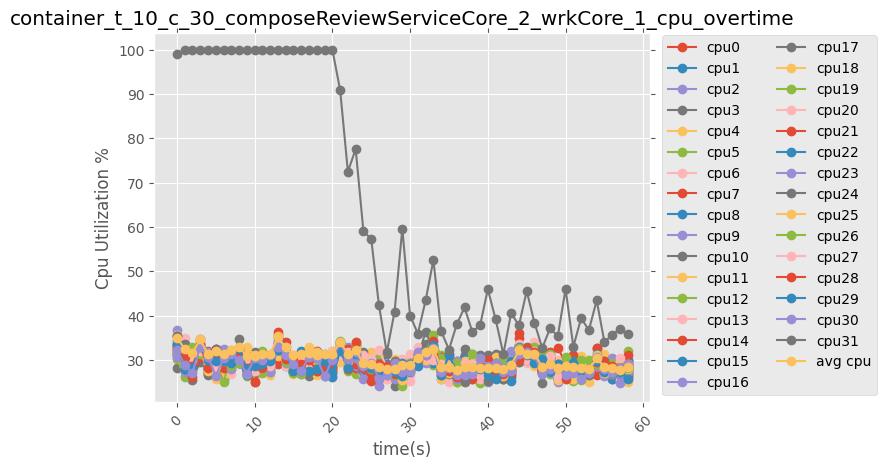 container_t_10_c_30_composeReviewServiceCore_2_wrkCore_1_cpu_overtime
100
90
80
70
60
50
40
30
Cpu Utilization %
0
10
20
30
40
50
60
time(s)
cpu0
cpu1
cpu2
cpu3
cpu4
cpu5
cpu6
cpu7
cpu8
cpu9
cpu10
cpu11
cpu12
cpu13
cpu14
cpu15
cpu16
cpu17
cpu18
cpu19
cpu20
cpu21
cpu22
cpu23
cpu24
cpu25
cpu26
cpu27
cpu28
cpu29
cpu30
cpu31
avg cpu